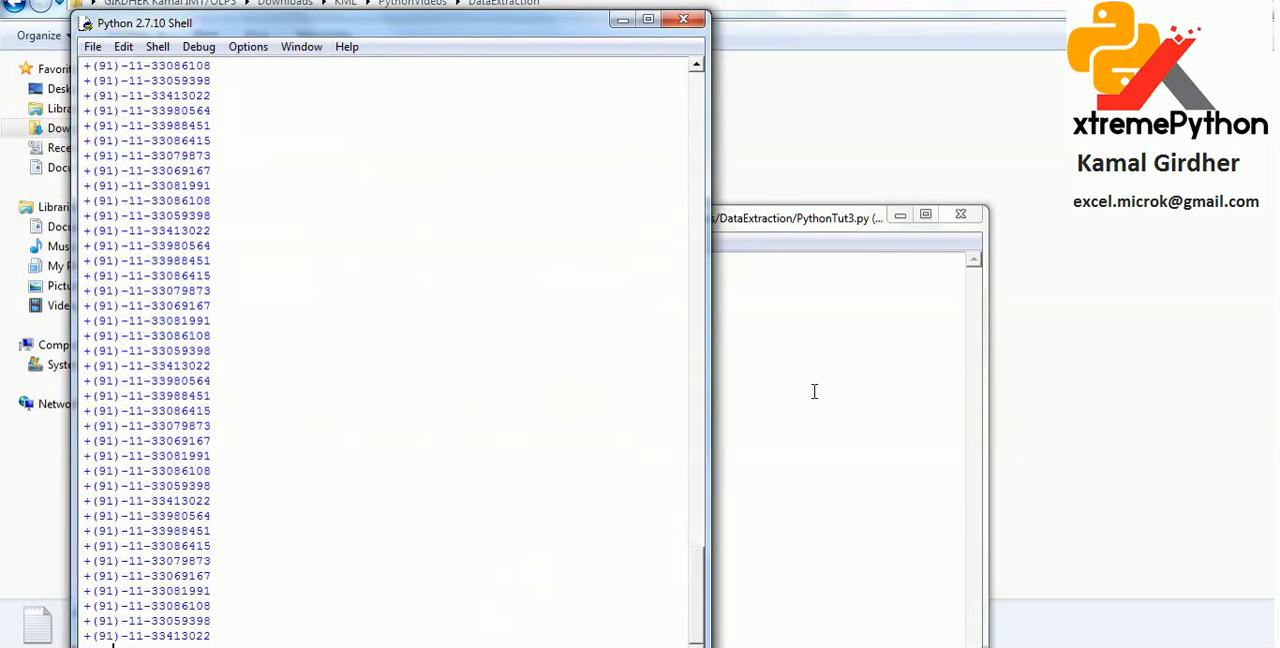 GIRDHER Kamal IMT/OLPS
Downloads
KML
PythonVideos
DataExtraction
Python 2.7.10 Shell
Organize
File Edit Shell Debug Options Window Help
+(91)-11-33086108
+(91)-11-33059398
+(91)-11-33413022
+(91)-11-33980564
+(91)-11-33988451
+(91)-11-33086415
+(91)-11-33079873
+(91)-11-33069167
+(91)-11-33081991
+(91)-11-33086108
+(91)-11-33059398
+(91)-11-33413022
+(91)-11-33980564
+(91)-11-33988451
+(91)-11-33086415
+(91)-11-33079873
+(91)-11-33069167
+(91)-11-33081991
+(91)-11-33086108
+(91)-11-33059398
+(91)-11-33413022
+(91)-11-33980564
+(91)-11-33988451
+(91)-11-33086415
+(91)-11-33079873
+(91)-11-33069167
+(91)-11-33081991
+(91)-11-33086108
+(91)-11-33059398
+(91)-11-33413022
+(91)-11-33980564
+(91)-11-33988451
+(91)-11-33086415
+(91)-11-33079873
+(91)-11-33069167
+(91)-11-33081991
+(91)-11-33086108
+(91)-11-33059398
+(91)-11-33413022
Favori
Desk
Libra
Dow
Rece
Docu
Librari
Docu
Mus
My P
Pictu
Vide
Comp
Syste
Netwo
s/DataExtraction/PythonTut3.py (...
xtremePython
Kamal Girdher
excel.microk@gmail.com